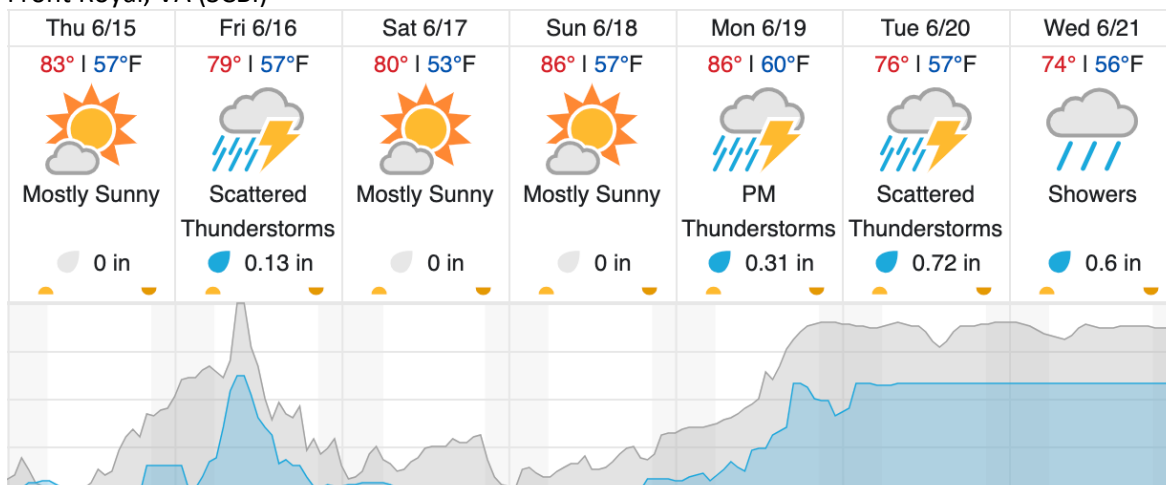 Thu 6/15
Fri 6/16
Sat 6/17
Sun 6/18
Mon 6/19
Tue 6/20
Wed 6/21
83° | 57°F
79° | 57°F
80° | 53°F
86° | 57°F
86° | 60°F
76° | 57°F
74° | 56°F
Mostly Sunny
Scattered
Thunderstorms
Mostly Sunny
Mostly Sunny
PM
Thunderstorms
Scattered
Thunderstorms
Showers
0 in
0.13 in
0 in
0 in
0.31 in
0.72 in
0.6 in